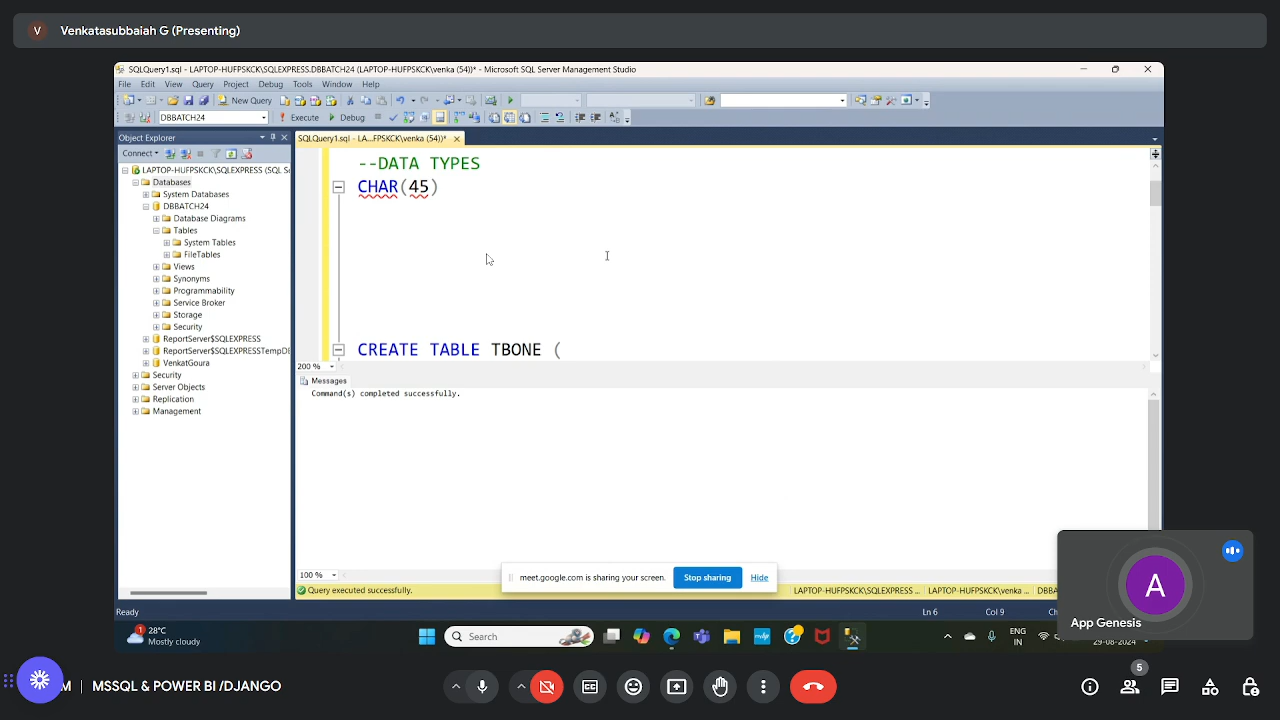 V Venkatasubbaiah G (Presenting)
SQLQuery1.sql - LAPTOP-HUFPSKCK\SQLEXPRESS.DBBATCH24 (LAPTOP-HUFPSKCK\venka (54))* - Microsoft SQL Server Management Studio
File Edit View Query Project Debug Tools Window Help
New Query
DBBATCH24 Execute Debug
Object Explorer
SQLQuery1.sql - LA...FPSKCK\venka (54))*
Connect
LAPTOP-HUFPSKCK\SQLEXPRESS (SQL S
Databases
System Databases
DBBATCH24
Database Diagrams
Tables
System Tables
FileTables
Views
Synonyms
Programmability
Service Broker
Storage
Security
ReportServer$SQLEXPRESS
ReportServer$SQLEXPRESSTempDB
VenkatGoura
Security
Server Objects
Replication
Management
--DATA TYPES
CHAR(45)
CREATE TABLE TBONE (
200 %
Messages
Command(s) completed successfully.
100 %
meet.google.com is sharing your screen. Stop sharing Hide
Query executed successfully. LAPTOP-HUFPSKCK\SQLEXPRESS ... LAPTOP-HUFPSKCK\venka ... DBBA
Ready Ln 6 Col 9 Ch
A
App Genesis
1
28°C
Mostly cloudy
Search
ENG
IN
29-08-2024
M | MSSQL & POWER BI /DJANGO
5